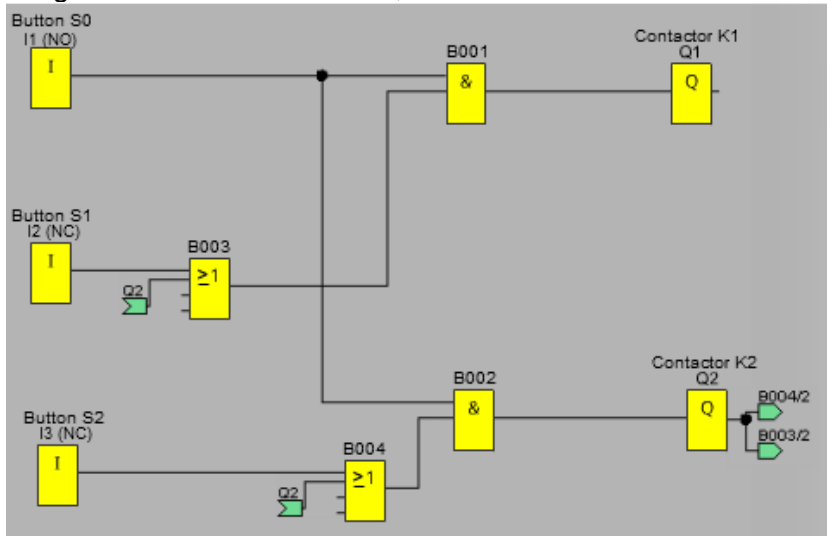 Button S0
I1 (NO)
I
B001
&
Contactor K1
Q1
Q
Button S1
I2 (NC)
I
B003
≥1
Q2
Button S2
I3 (NC)
I
B004
≥1
Q2
B002
&
Contactor K2
Q2
Q
B004/2
B003/2